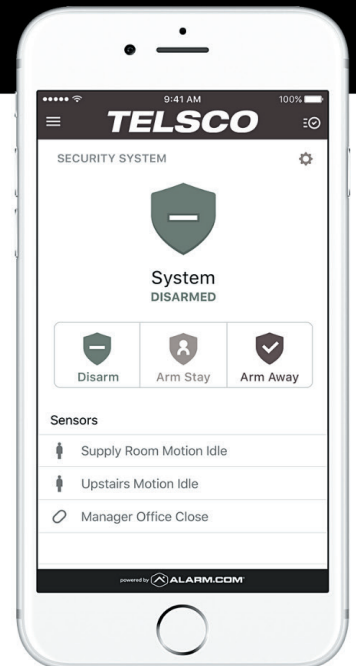 9:41 AM 100%
TELSCO
SECURITY SYSTEM
System
DISARMED
Disarm Arm Stay Arm Away
Sensors
Supply Room Motion Idle
Upstairs Motion Idle
Manager Office Close
powered by ALARM.COM